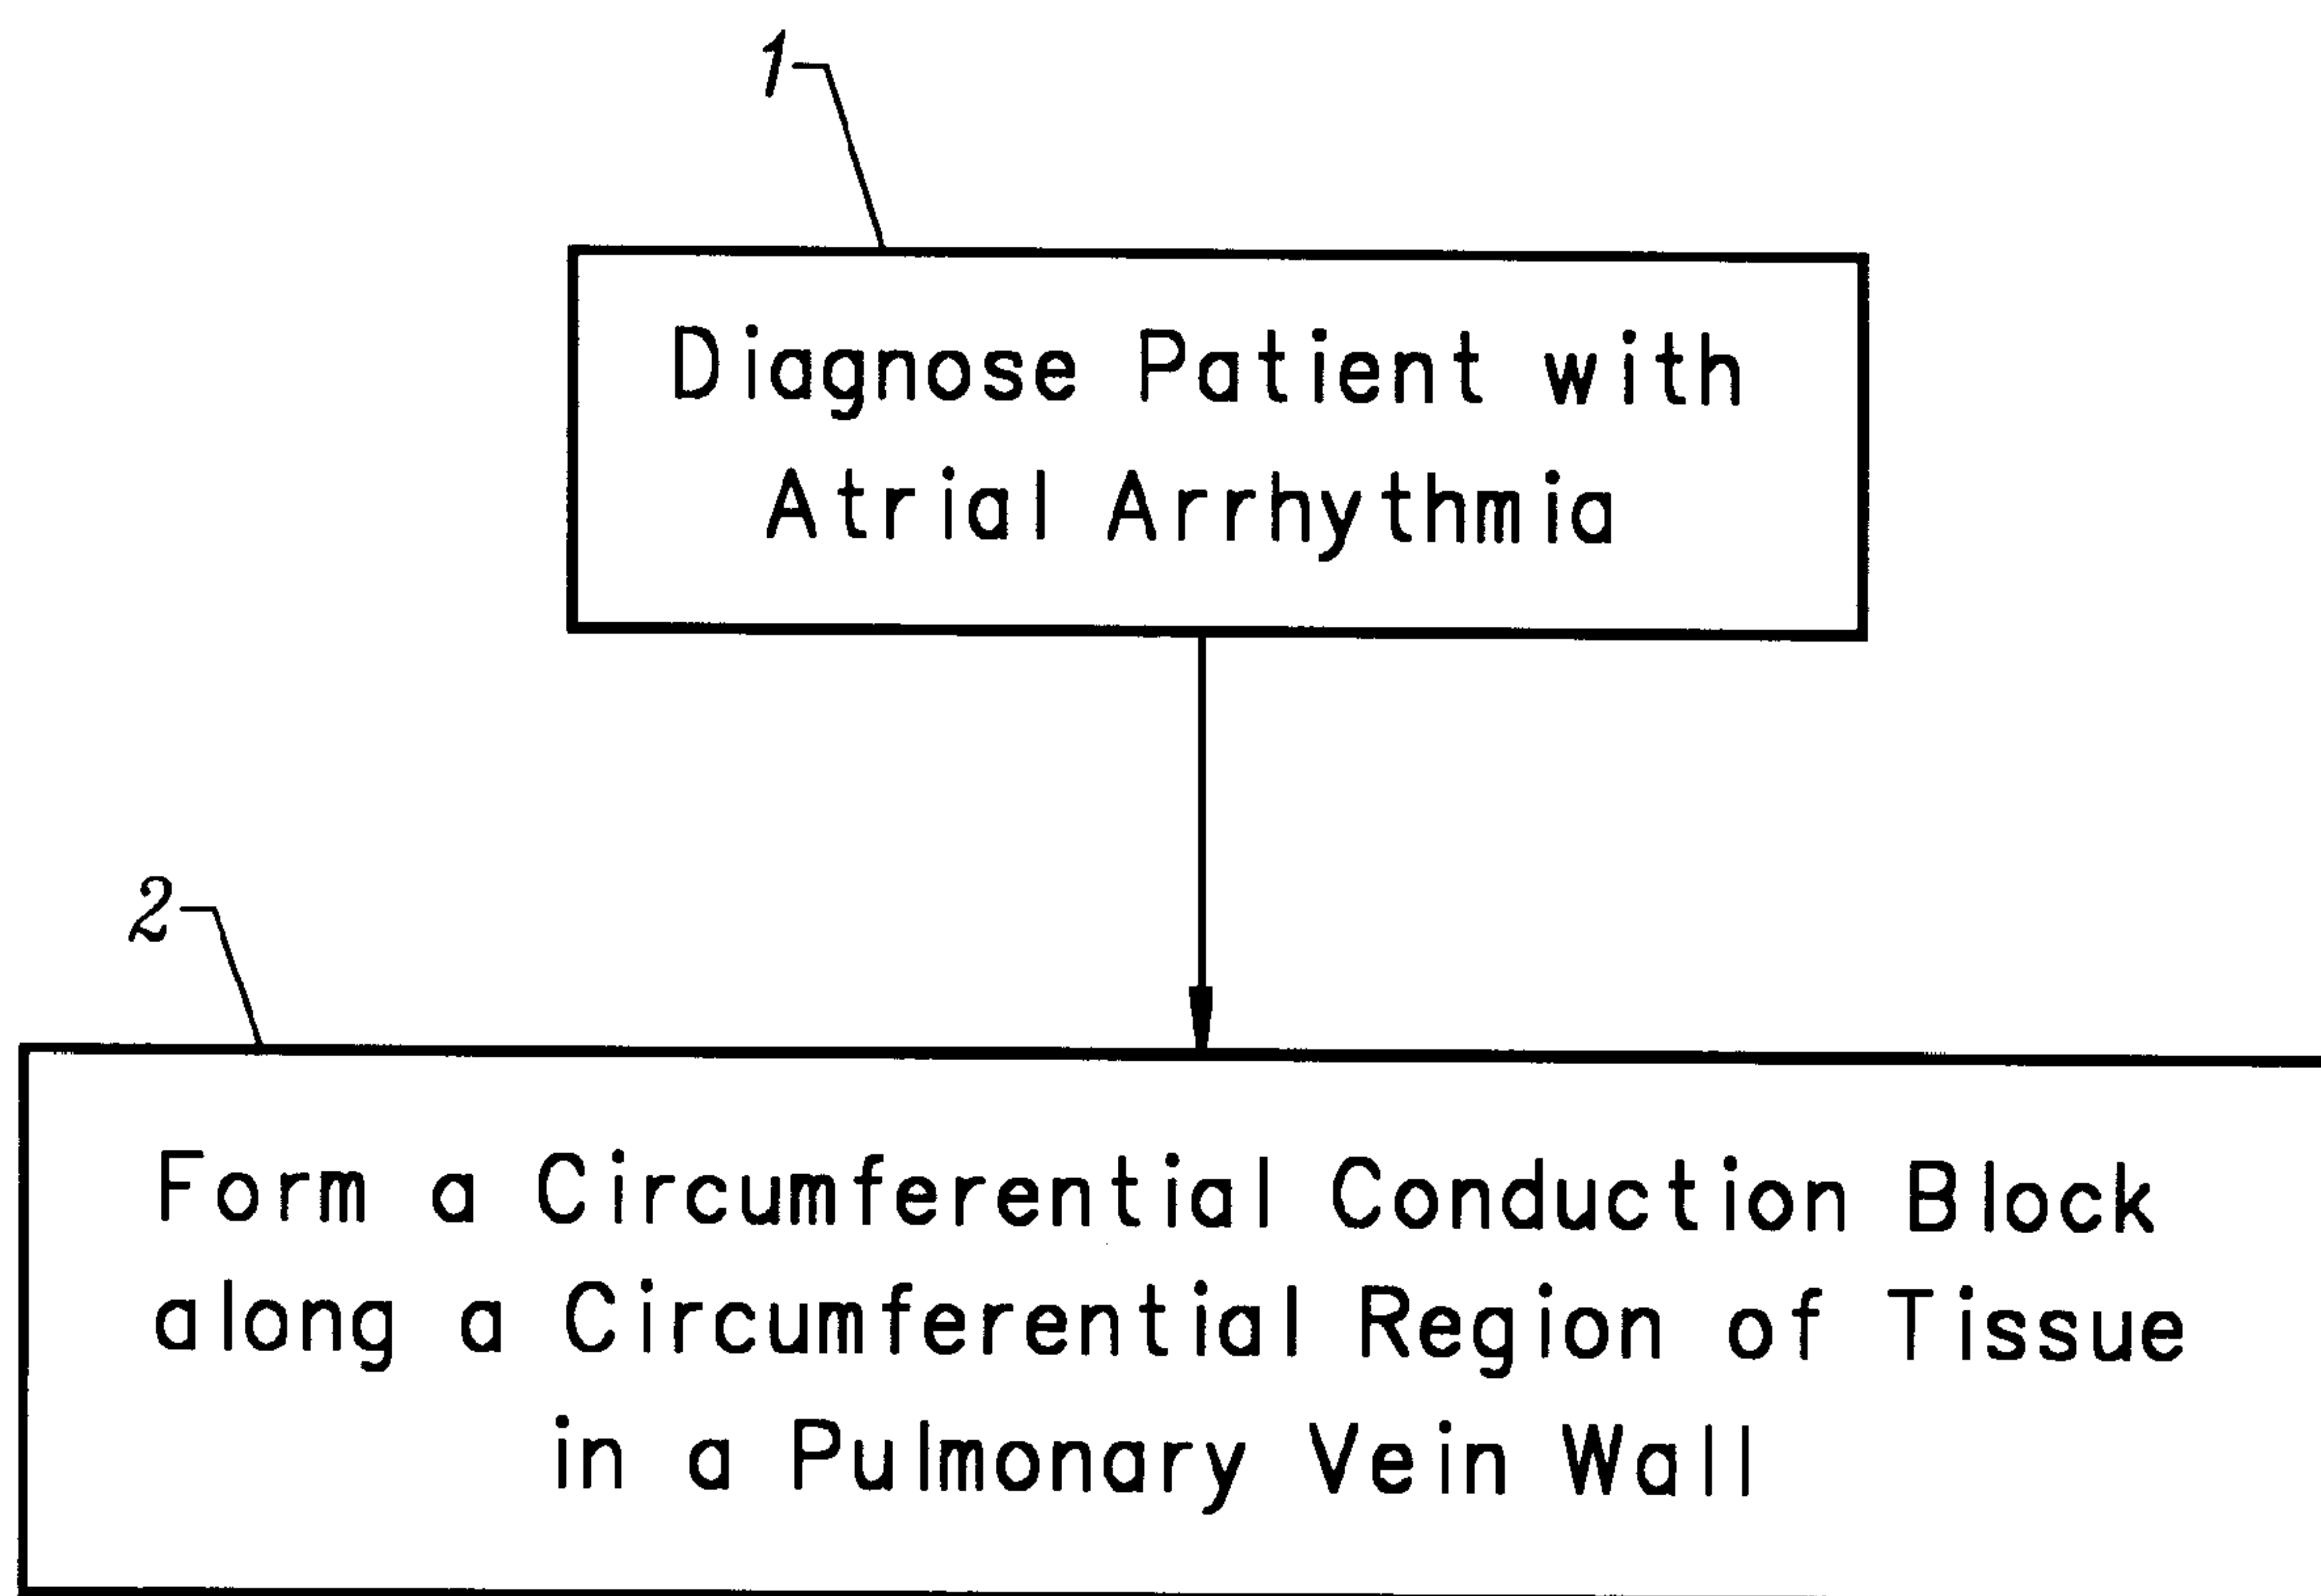 1
Diagnose Patient with
Atrial Arrhythmia
2
Form a Circumferential Conduction Block
along a Circumferential Region of Tissue
in a Pulmonary Vein Wall